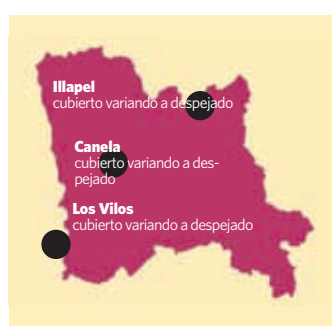 Illapel
cubierto variando a despejado
Canela
cubierto variando a des-
pejado
Los Vilos
cubierto variando a despejado